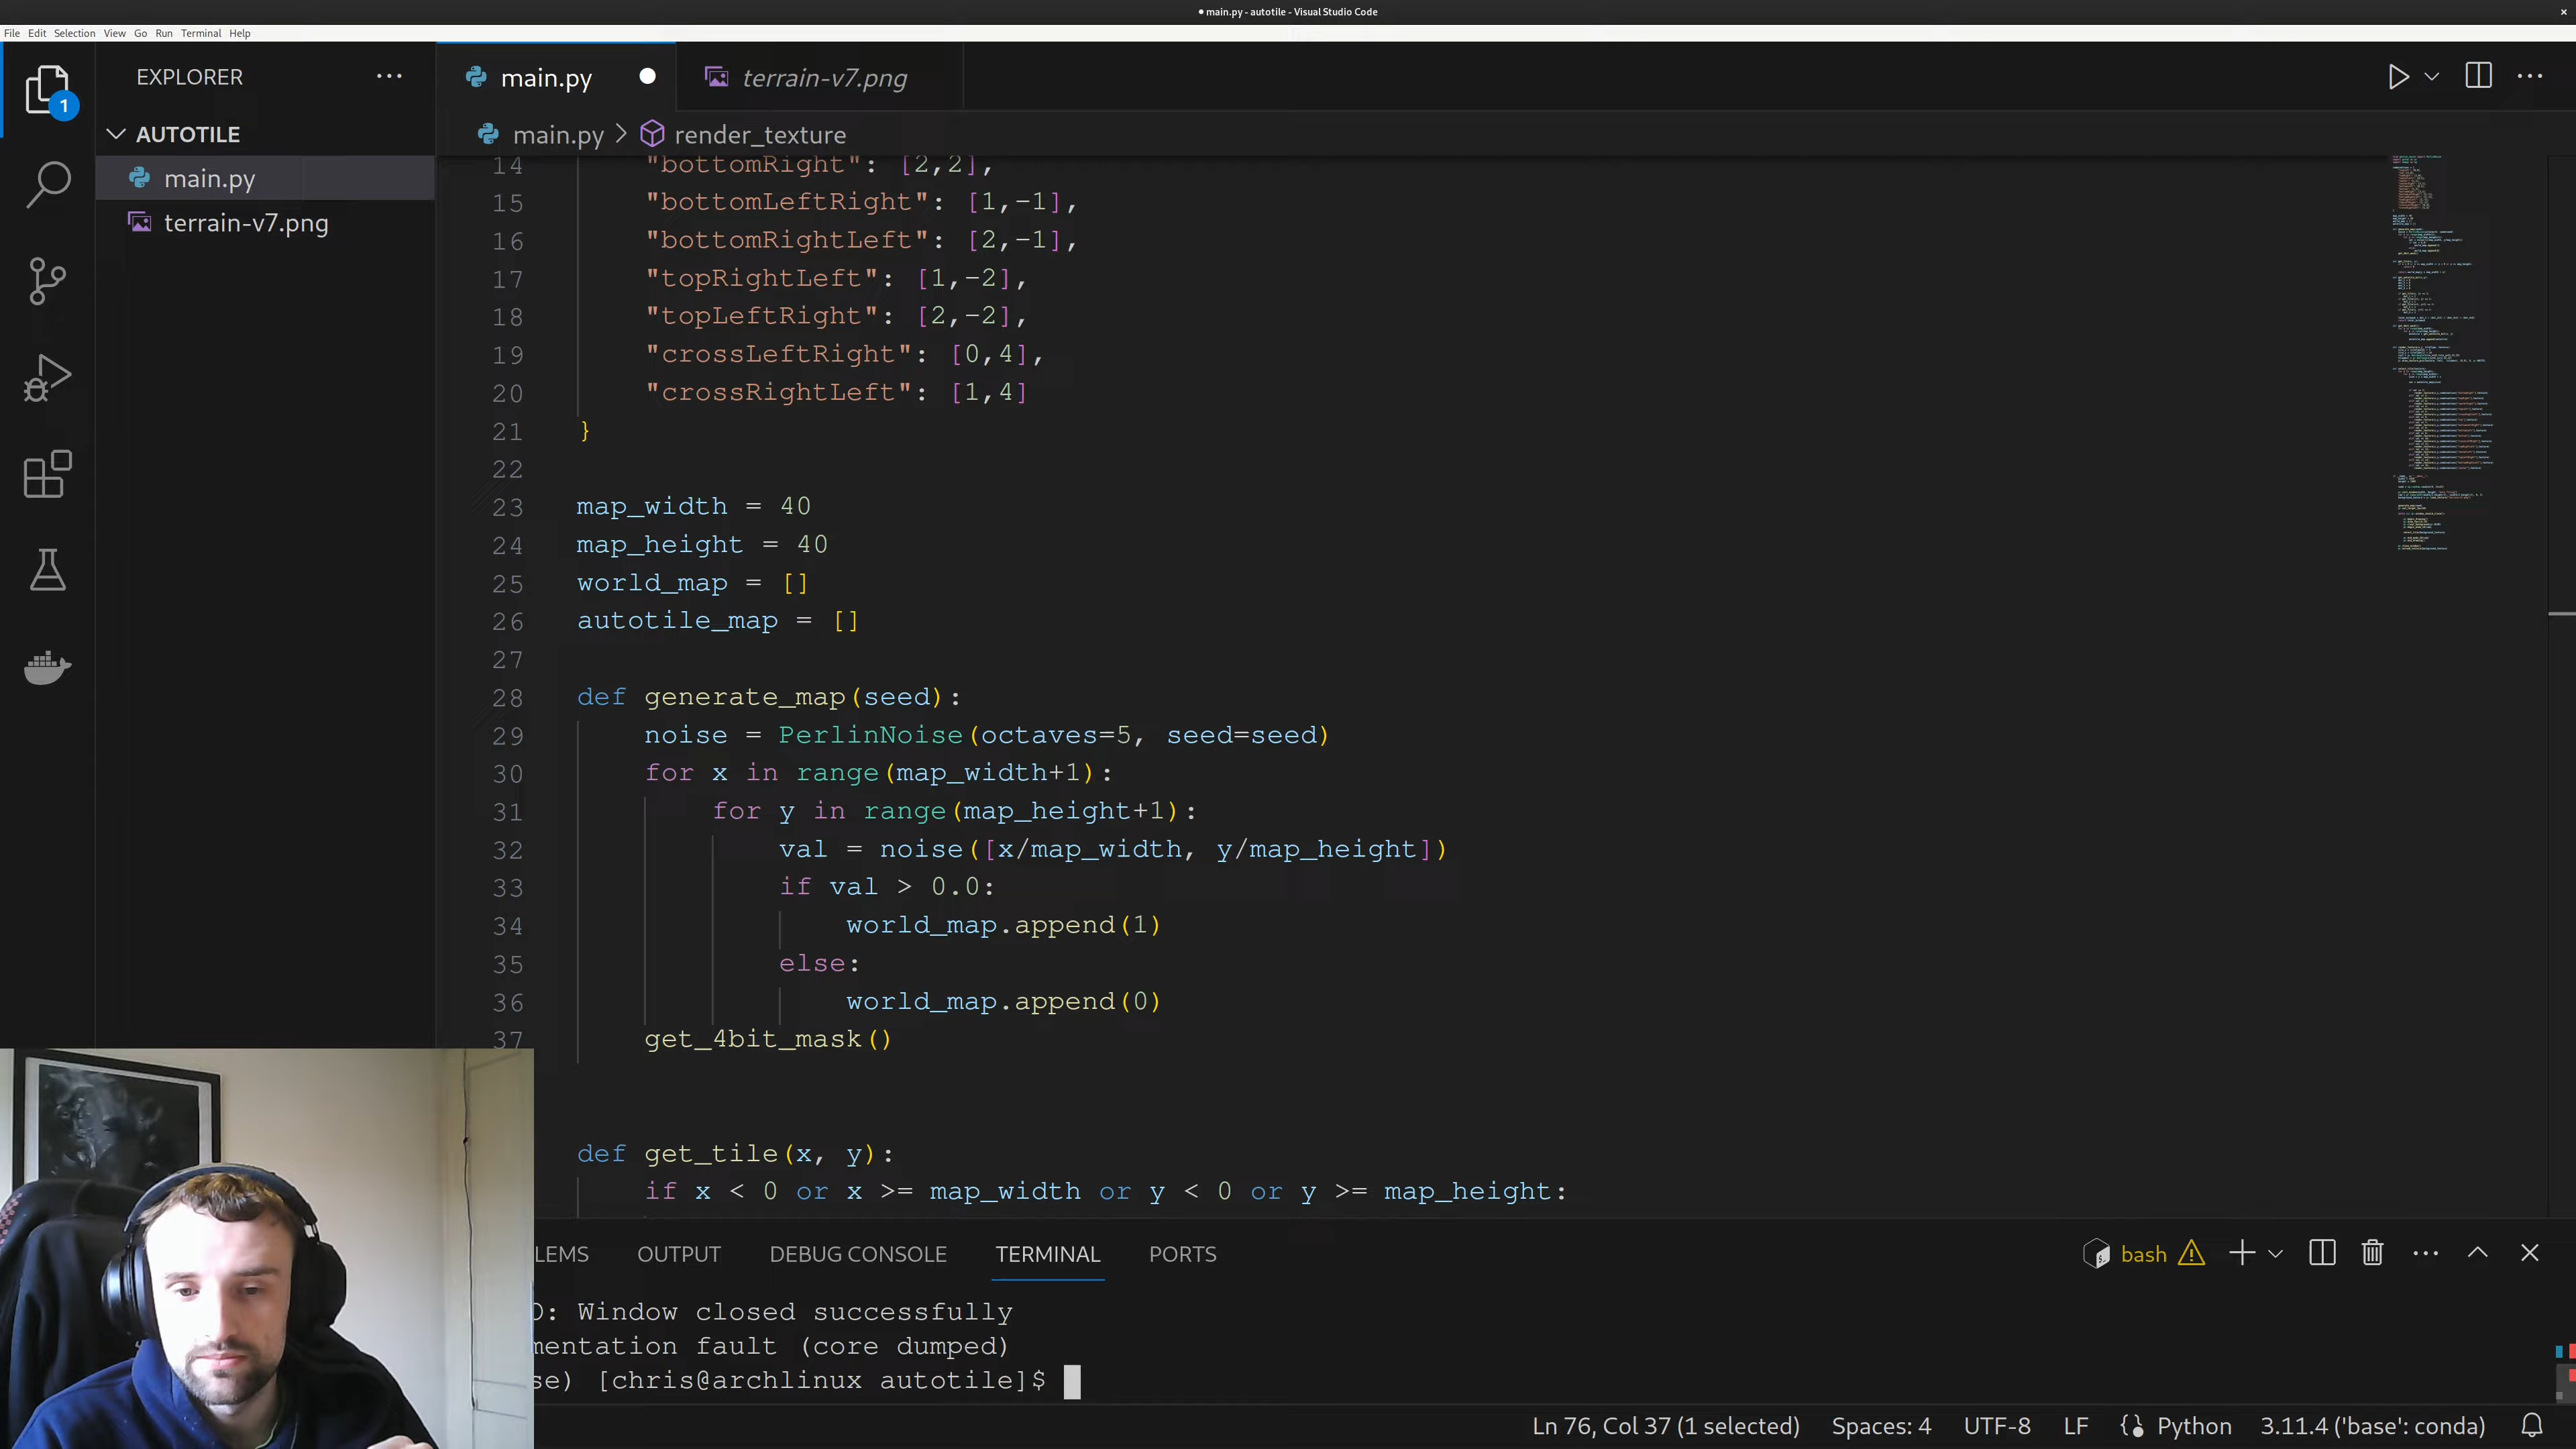 main.py - autotile - Visual Studio Code
File Edit Selection View Go Run Terminal Help
EXPLORER
AUTOTILE
main.py
terrain-v7.png
1
main.py
terrain-v7.png
main.py > render_texture
14 "bottomRight": [2,2],
15 "bottomLeftRight": [1,-1],
16 "bottomRightLeft": [2,-1],
17 "topRightLeft": [1,-2],
18 "topLeftRight": [2,-2],
19 "crossLeftRight": [0,4],
20 "crossRightLeft": [1,4]
21 }
22
23 map_width = 40
24 map_height = 40
25 world_map = []
26 autotile_map = []
27
28 def generate_map(seed):
29 noise = PerlinNoise(octaves=5, seed=seed)
30 for x in range(map_width+1):
31 for y in range(map_height+1):
32 val = noise([x/map_width, y/map_height])
33 if val > 0.0:
34 world_map.append(1)
35 else:
36 world_map.append(0)
37 get_4bit_mask()
def get_tile(x, y):
if x < 0 or x >= map_width or y < 0 or y >= map_height:
LEMS OUTPUT DEBUG CONSOLE TERMINAL PORTS
bash
O: Window closed successfully
mentation fault (core dumped)
se) [chris@archlinux autotile]$
Ln 76, Col 37 (1 selected) Spaces: 4 UTF-8 LF Python 3.11.4 ('base': conda)